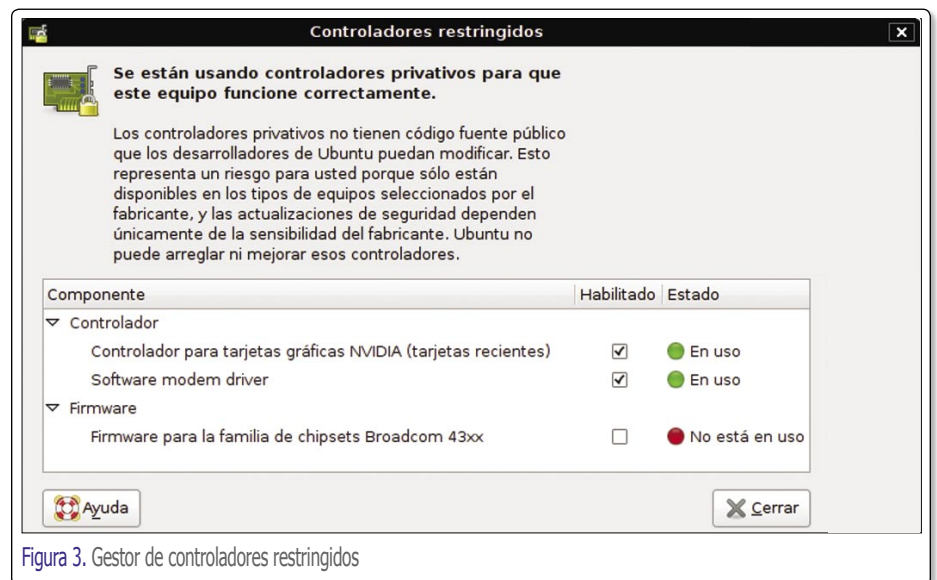 Controladores restringidos
Se están usando controladores privativos para que
este equipo funcione correctamente.
Los controladores privativos no tienen código fuente público
que los desarrolladores de Ubuntu puedan modificar. Esto
representa un riesgo para usted porque sólo están
disponibles en los tipos de equipos seleccionados por el
fabricante, y las actualizaciones de seguridad dependen
únicamente de la sensibilidad del fabricante. Ubuntu no
puede arreglar ni mejorar esos controladores.
Componente Habilitado Estado
Controlador
Controlador para tarjetas gráficas NVIDIA (tarjetas recientes) En uso
Software modem driver En uso
Firmware
Firmware para la familia de chipsets Broadcom 43xx No está en uso
Ayuda Cerrar
Figura 3. Gestor de controladores restringidos